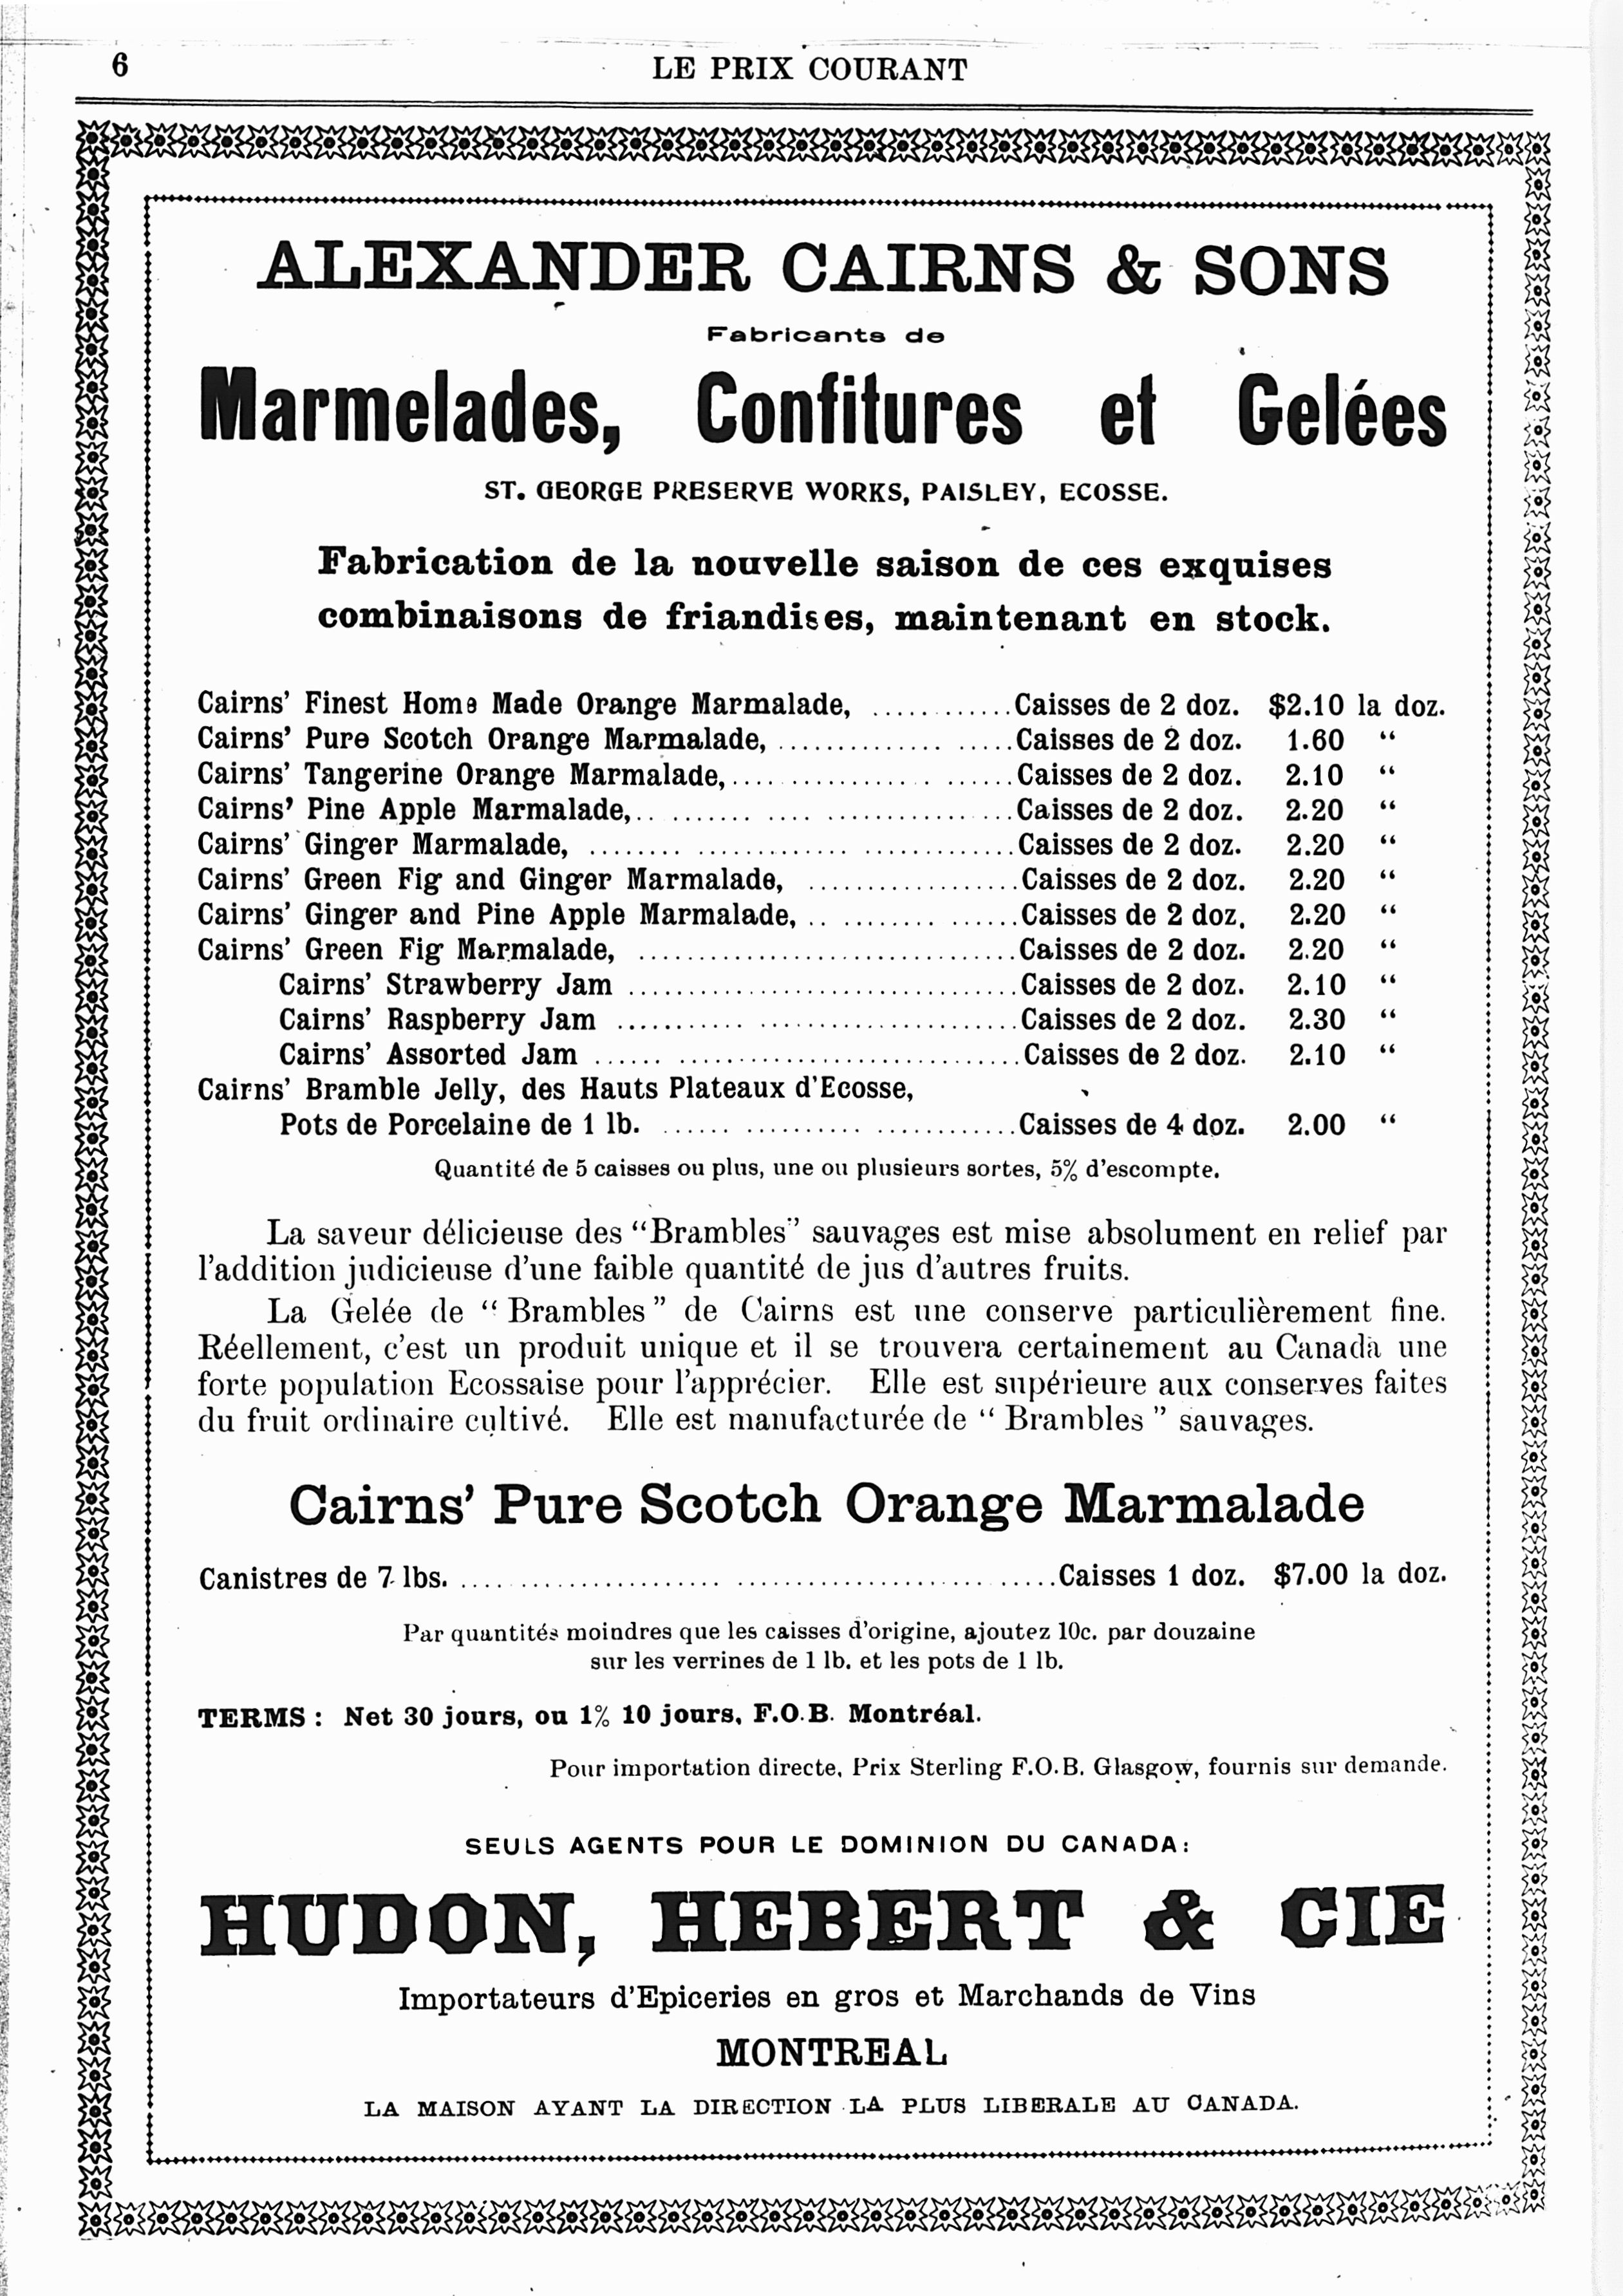 6
LE PRIX COURANT
ALEXANDER CAIRNS & SONS
Fabricants de
Marmelades, Confitures et Gelées
ST. GEORGE PRESERVE WORKS, PAISLEY, ECOSSE.
Fabrication de la nouvelle saison de ces exquises
combinaisons de friandises, maintenant en stock.
Cairns' Finest Home Made Orange Marmalade, ............Caisses de 2 doz. $2.10 la doz.
Cairns' Pure Scotch Orange Marmalade, ...................Caisses de 2 doz. 1.60 "
Cairns' Tangerine Orange Marmalade,......................Caisses de 2 doz. 2.10 "
Cairns' Pine Apple Marmalade,..............................Caisses de 2 doz. 2.20 "
Cairns' Ginger Marmalade, ..................................Caisses de 2 doz. 2.20 "
Cairns' Green Fig and Ginger Marmalade, ..................Caisses de 2 doz. 2.20 "
Cairns' Ginger and Pine Apple Marmalade, ................Caisses de 2 doz. 2.20 "
Cairns' Green Fig Marmalade, ................................Caisses de 2 doz. 2.20 "
Cairns' Strawberry Jam .................................Caisses de 2 doz. 2.10 "
Cairns' Raspberry Jam .................................Caisses de 2 doz. 2.30 "
Cairns' Assorted Jam ...................................Caisses de 2 doz. 2.10 "
Cairns' Bramble Jelly, des Hauts Plateaux d'Ecosse,
Pots de Porcelaine de 1 lb. ............................Caisses de 4 doz. 2.00 "
Quantité de 5 caisses ou plus, une ou plusieurs sortes, 5% d'escompte.
La saveur délicieuse des "Brambles" sauvages est mise absolument en relief par
l'addition judicieuse d'une faible quantité de jus d'autres fruits.
La Gelée de "Brambles" de Cairns est une conserve particulièrement fine.
Réellement, c'est un produit unique et il se trouvera certainement au Canada une
forte population Ecossaise pour l'apprécier. Elle est supérieure aux conserves faites
du fruit ordinaire cultivé. Elle est manufacturée de "Brambles" sauvages.
Cairns' Pure Scotch Orange Marmalade
Canistres de 7 lbs. ..................................................Caisses 1 doz. $7.00 la doz.
Par quantités moindres que les caisses d'origine, ajoutez 10c. par douzaine
sur les verrines de 1 lb. et les pots de 1 lb.
TERMS : Net 30 jours, ou 1% 10 jours, F.O.B. Montréal.
Pour importation directe, Prix Sterling F.O.B. Glasgow, fournis sur demande.
SEULS AGENTS POUR LE DOMINION DU CANADA:
HUDON, HEBERT & CIE
Importateurs d'Epiceries en gros et Marchands de Vins
MONTREAL
LA MAISON AYANT LA DIRECTION LA PLUS LIBERALE AU CANADA.